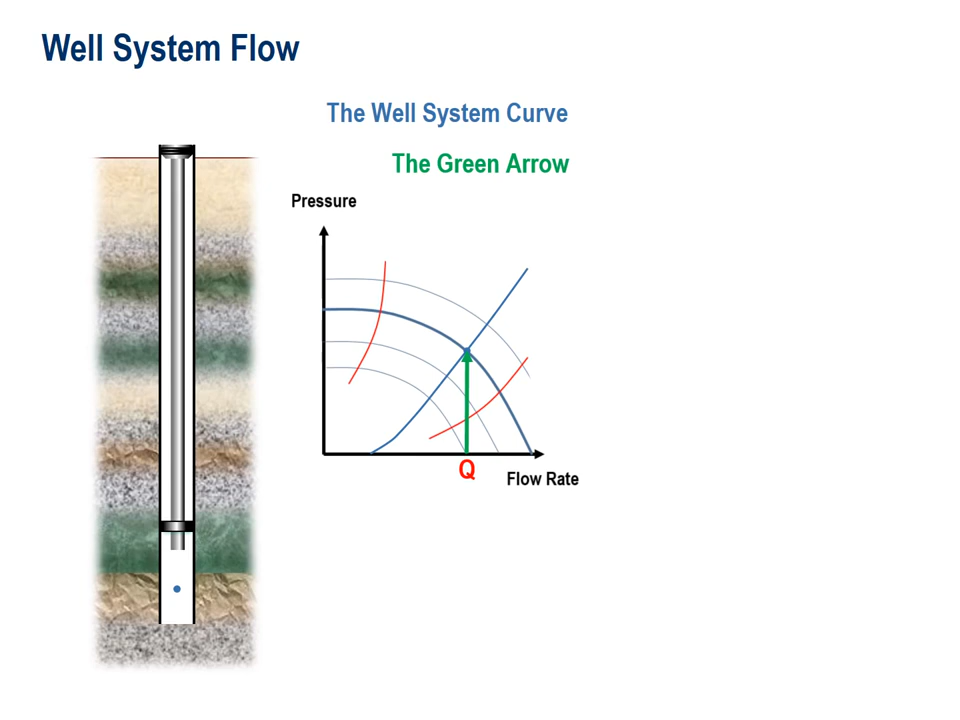 Well System Flow
The Well System Curve
The Green Arrow
Pressure
Q
Flow Rate